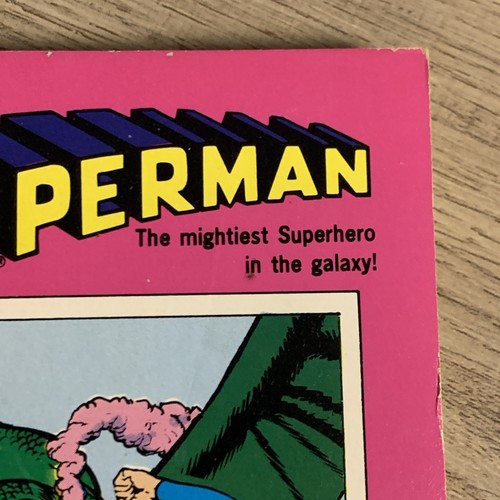 PERMAN
The mightiest Superhero
in the galaxy!